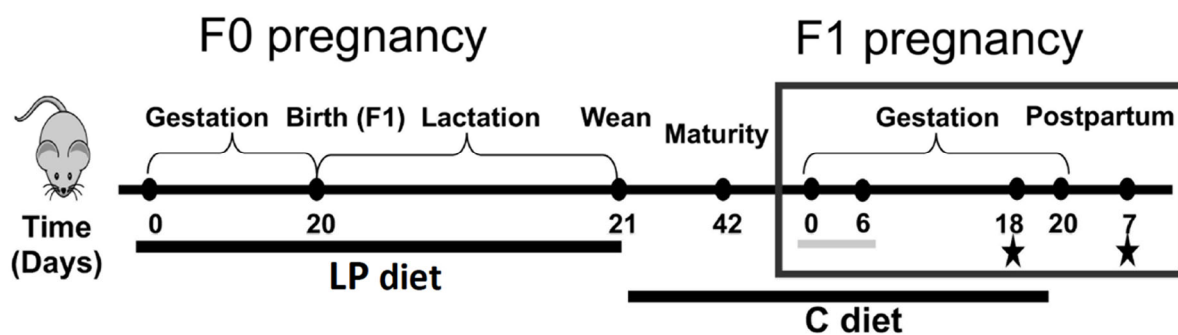 F0 pregnancy
F1 pregnancy
Gestation
Birth (F1)
Lactation
Wean
Maturity
Gestation
Postpartum
Time
(Days)
0
20
21
42
0
6
18
20
7
LP diet
C diet